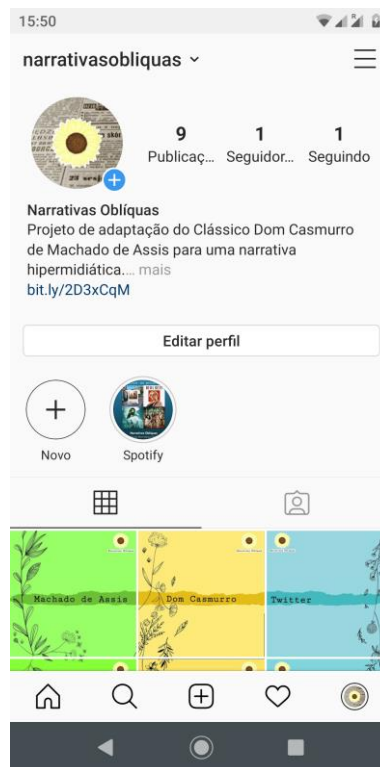 15:50
narrativasobliquas
9 1 1
Publicaç... Seguidor... Seguindo
Narrativas Oblíquas
Projeto de adaptação do Clássico Dom Casmurro
de Machado de Assis para uma narrativa
hipermidiática.... mais
bit.ly/2D3xCqM
Editar perfil
Novo Spotify
Machado de Assis Dom Casmurro Twitter